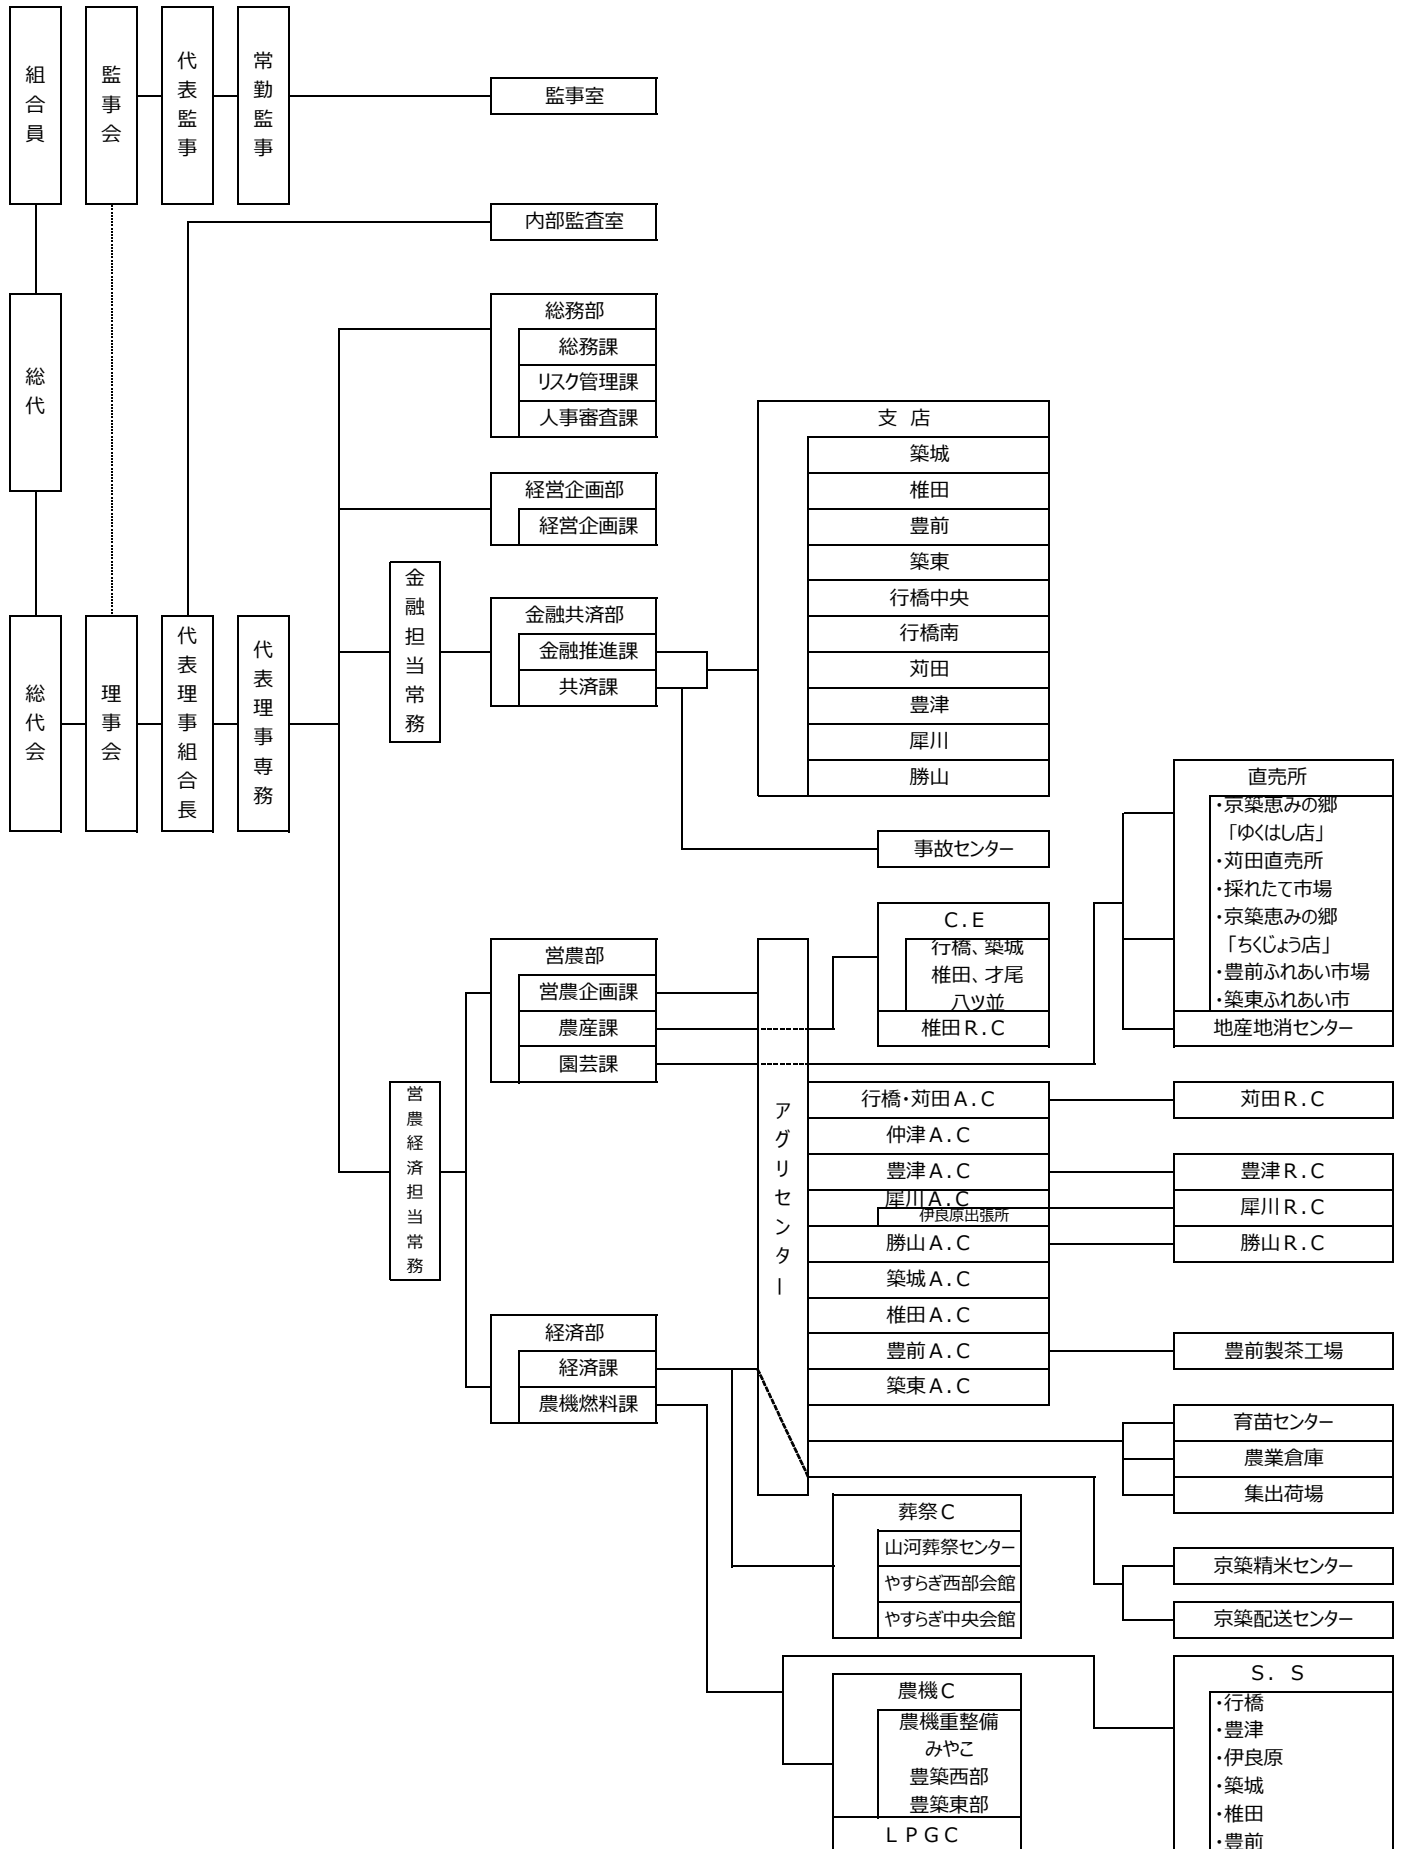 組合員
監事会
代表監事
常勤監事
監事室
内部監査室
総代
総務部
総務課
リスク管理課
人事審査課
経営企画部
経営企画課
総代会
理事会
代表理事組合長
代表理事専務
金融担当常務
金融共済部
金融推進課
共済課
支 店
築城
椎田
豊前
築東
行橋中央
行橋南
苅田
豊津
犀川
勝山
事故センター
営農経済担当常務
営農部
営農企画課
農産課
園芸課
C.E
行橋、築城
椎田、才尾
八ツ並
椎田R.C
直売所
・京築恵みの郷
「ゆくはし店」
・苅田直売所
・採れたて市場
・京築恵みの郷
「ちくじょう店」
・豊前ふれあい市場
・築東ふれあい市
地産地消センター
アグリセンター
行橋・苅田A.C
仲津A.C
豊津A.C
犀川A.C
伊良原出張所
勝山A.C
築城A.C
椎田A.C
豊前A.C
築東A.C
苅田R.C
豊津R.C
犀川R.C
勝山R.C
豊前製茶工場
経済部
経済課
農機燃料課
育苗センター
農業倉庫
集出荷場
葬祭C
山河葬祭センター
やすらぎ西部会館
やすらぎ中央会館
京築精米センター
京築配送センター
農機C
農機重整備
みやこ
豊築西部
豊築東部
LPGC
S. S
・行橋
・豊津
・伊良原
・築城
・椎田
・豊前